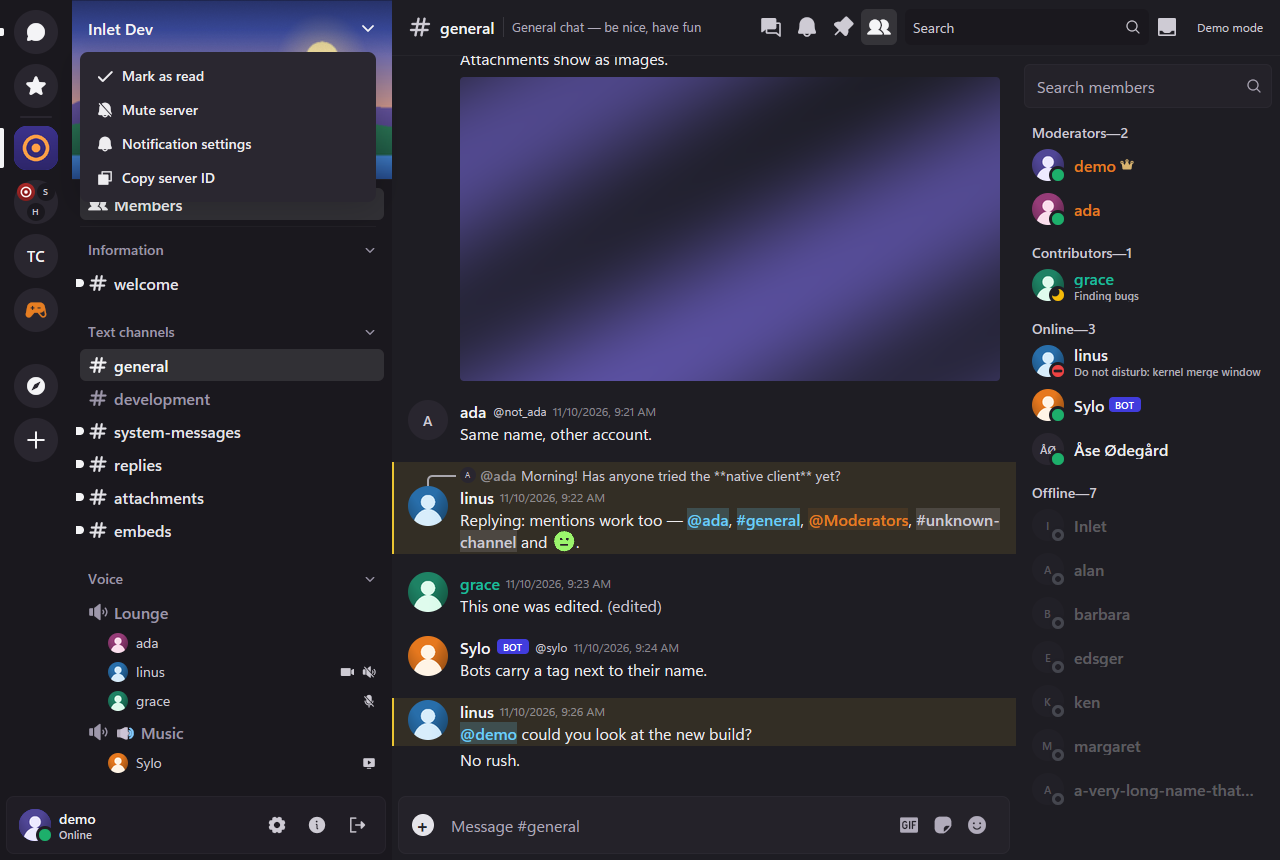 Inlet Dev
Mark as read
Mute server
Notification settings
Copy server ID
Members
S
H
TC
Information
# welcome
Text channels
# general
# development
# system-messages
# replies
# attachments
# embeds
Voice
Lounge
ada
linus
grace
Music
Sylo
demo
Online
# general
General chat — be nice, have fun
Search
Demo mode
Attachments show as images.
A
ada @not_ada 11/10/2026, 9:21 AM
Same name, other account.
A @ada Morning! Has anyone tried the **native client** yet?
linus 11/10/2026, 9:22 AM
Replying: mentions work too — @ada, #general, @Moderators, #unknown-
channel and .
grace 11/10/2026, 9:23 AM
This one was edited. (edited)
Sylo BOT @sylo 11/10/2026, 9:24 AM
Bots carry a tag next to their name.
linus 11/10/2026, 9:26 AM
@demo could you look at the new build?
No rush.
Message #general
GIF
Search members
Moderators—2
demo
ada
Contributors—1
grace
Finding bugs
Online—3
linus
Do not disturb: kernel merge window
Sylo BOT
ÅØ Åse Ødegård
Offline—7
I Inlet
A alan
B barbara
E edsger
K ken
M margaret
A a-very-long-name-that...